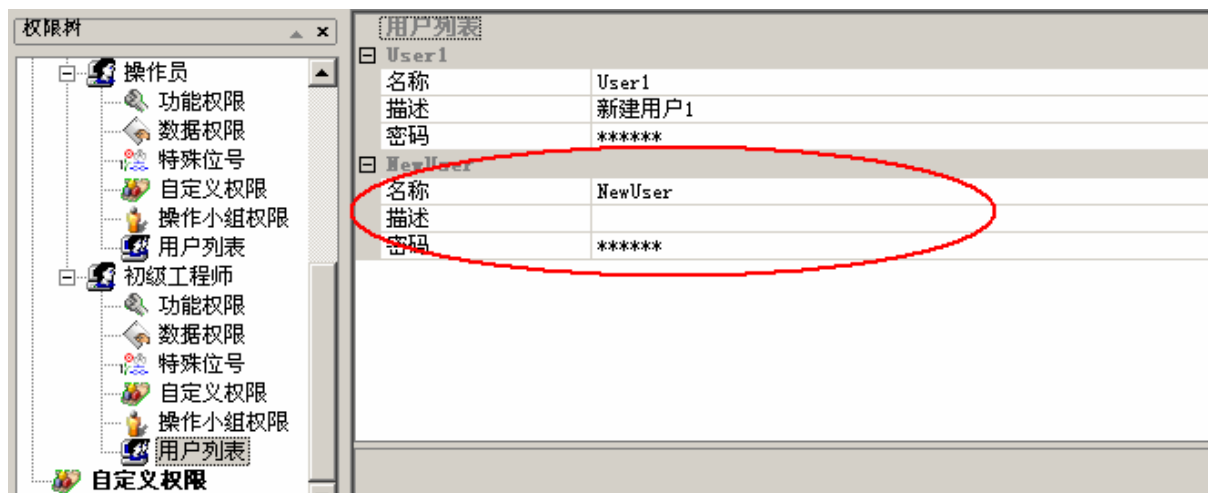 权限树
操作员
功能权限
数据权限
特殊位号
自定义权限
操作小组权限
用户列表
初级工程师
功能权限
数据权限
特殊位号
自定义权限
操作小组权限
用户列表
自定义权限
用户列表
User1
名称 User1
描述 新建用户1
密码 ******
NewUser
名称 NewUser
描述
密码 ******